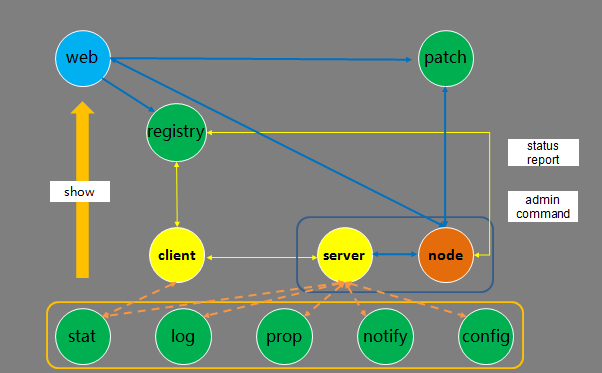 web
patch
registry
status
report
show
admin
command
client
server
node
stat
log
prop
notify
config